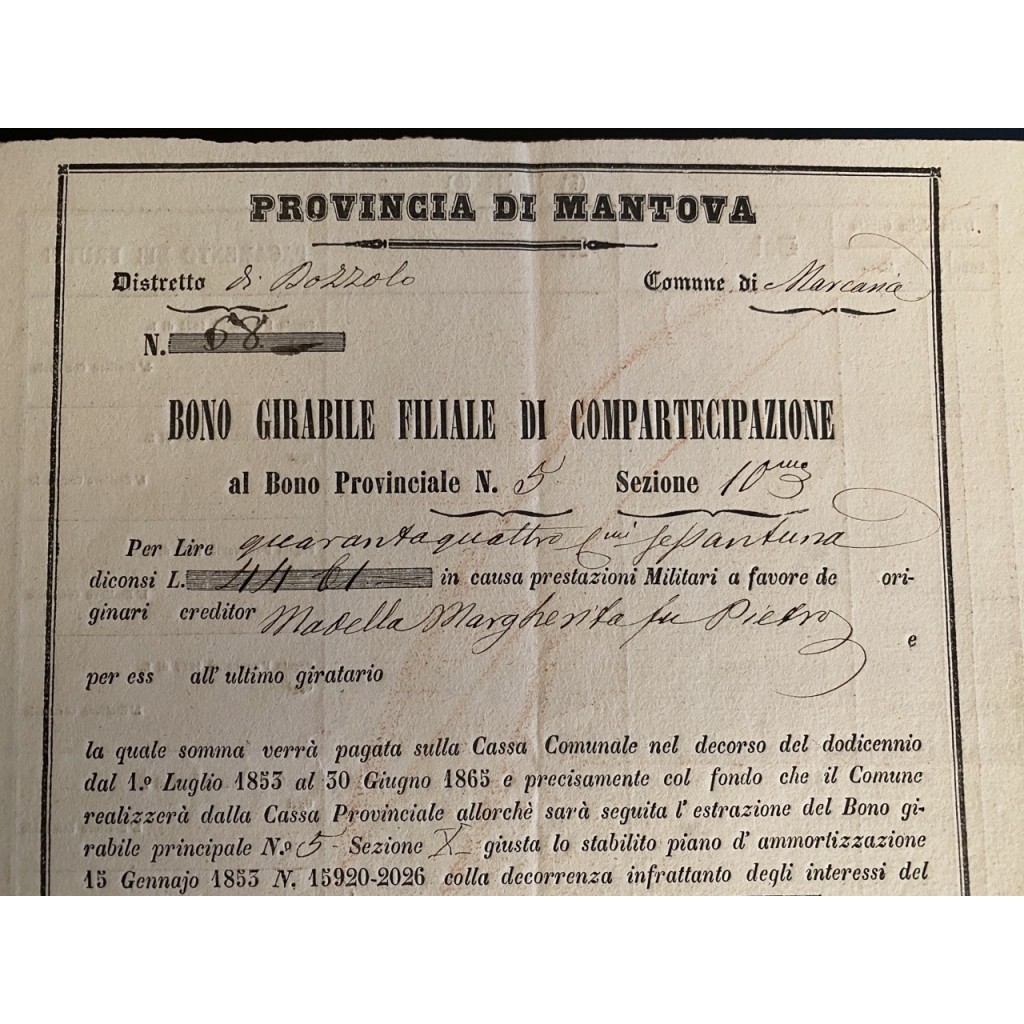 PROVINCIA DI MANTOVA
Distretto di Bozzolo Comune di Marcaria
N. 68
BONO GIRABILE FILIALE DI COMPARTECIPAZIONE
al Bono Provinciale N. 5 Sezione 10ma
Per Lire quarantaquattro Cmi sessantuna
diconsi L. 44 61 in causa prestazioni Militari a favore de ori-
ginari creditor Madella Margherita fu Pietro e
per ess all' ultimo giratario
la quale somma verrà pagata sulla Cassa Comunale nel decorso del dodicennio
dal 1.o Luglio 1853 al 30 Giugno 1865 e precisamente col fondo che il Comune
realizzerà dalla Cassa Provinciale allorchè sarà seguita l' estrazione del Bono gi-
rabile principale N.o 5 Sezione X giusta lo stabilito piano d' ammortizzazione
15 Gennajo 1853 N. 15920-2026 colla decorrenza infrattanto degli interessi del